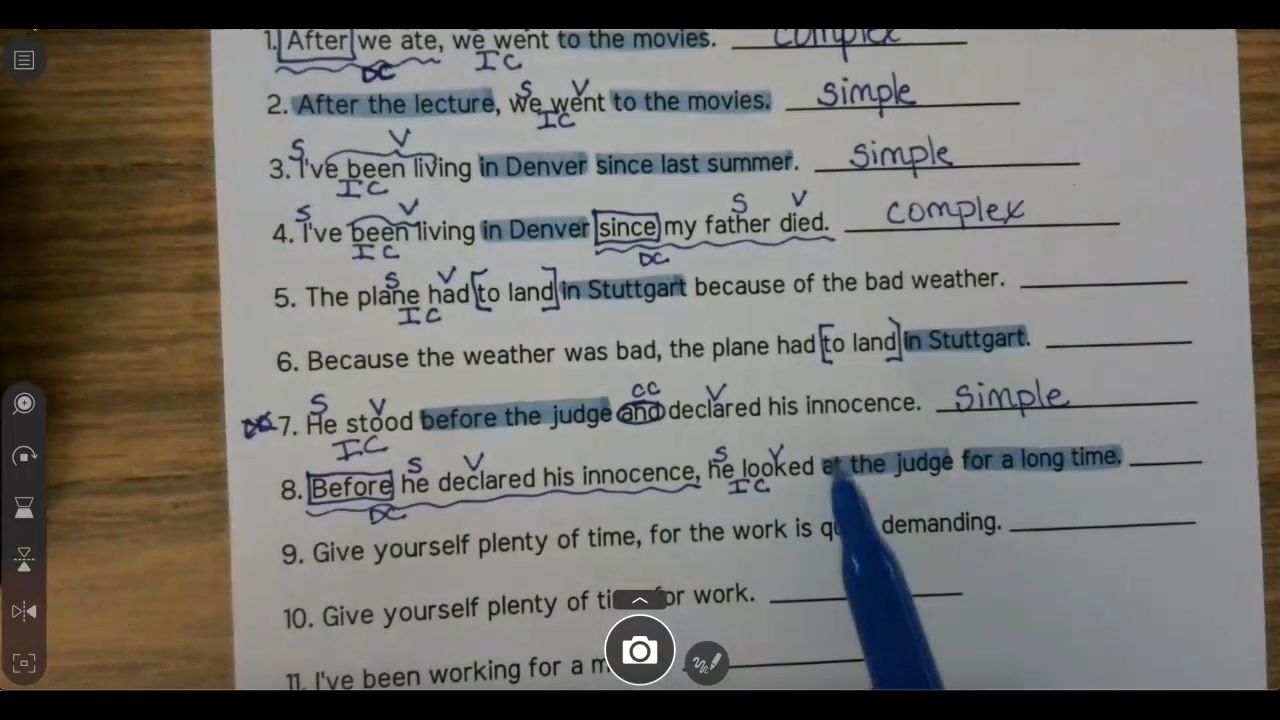 1. After we ate, we went to the movies. complex
DC IC
S V
2. After the lecture, we went to the movies. simple
IC
S V
3. I've been living in Denver since last summer. simple
IC
S V S V
4. I've been living in Denver since my father died. complex
IC DC
S V
5. The plane had [to land] in Stuttgart because of the bad weather.
IC
6. Because the weather was bad, the plane had [to land] in Stuttgart.
S V CC V
7. He stood before the judge and declared his innocence. simple
IC
S V S V
8. Before he declared his innocence, he looked at the judge for a long time.
DC IC
9. Give yourself plenty of time, for the work is demanding.
10. Give yourself plenty of for work.
11. I've been working for a